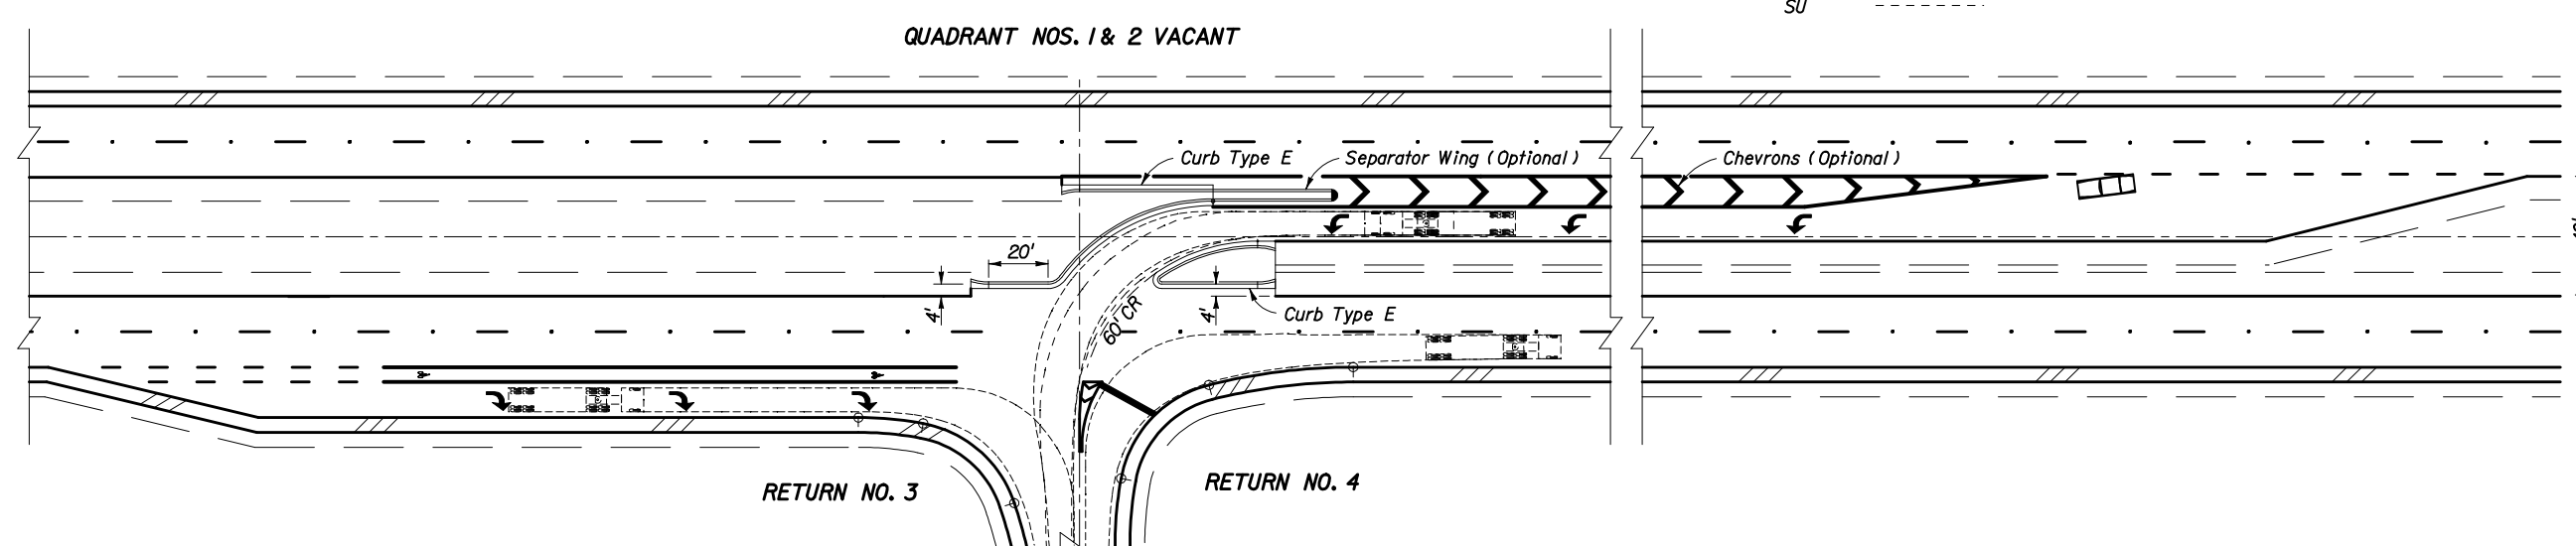 SU
QUADRANT NOS. 1 & 2 VACANT
Curb Type E
Separator Wing (Optional)
Chevrons (Optional)
20'
4'
60' CR
4'
Curb Type E
RETURN NO. 3
RETURN NO. 4